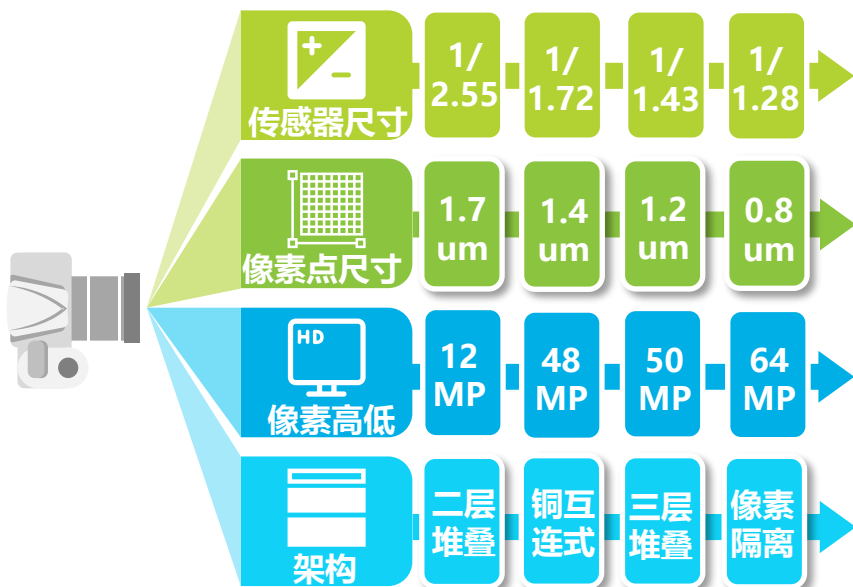 传感器尺寸
1/
2.55
1/
1.72
1/
1.43
1/
1.28
像素点尺寸
1.7
um
1.4
um
1.2
um
0.8
um
HD
像素高低
12
MP
48
MP
50
MP
64
MP
架构
二层
堆叠
铜互
连式
三层
堆叠
像素
隔离